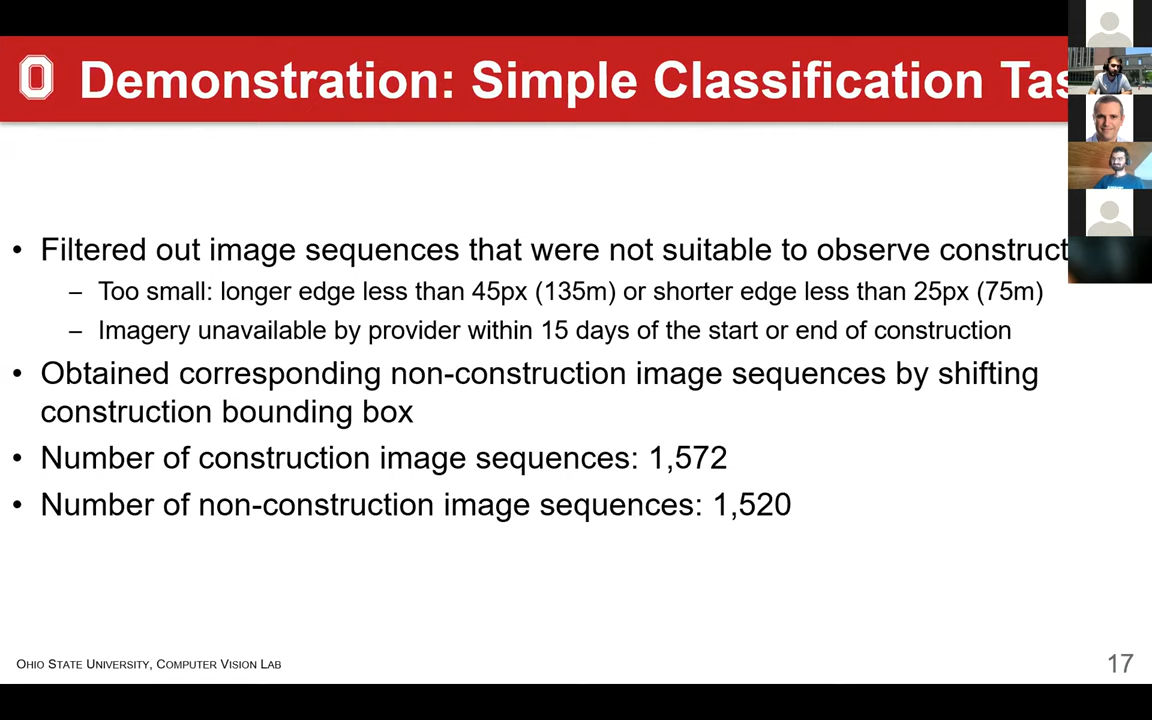 Demonstration: Simple Classification Tas
• Filtered out image sequences that were not suitable to observe construct
– Too small: longer edge less than 45px (135m) or shorter edge less than 25px (75m)
– Imagery unavailable by provider within 15 days of the start or end of construction
• Obtained corresponding non-construction image sequences by shifting
construction bounding box
• Number of construction image sequences: 1,572
• Number of non-construction image sequences: 1,520
OHIO STATE UNIVERSITY, COMPUTER VISION LAB
17